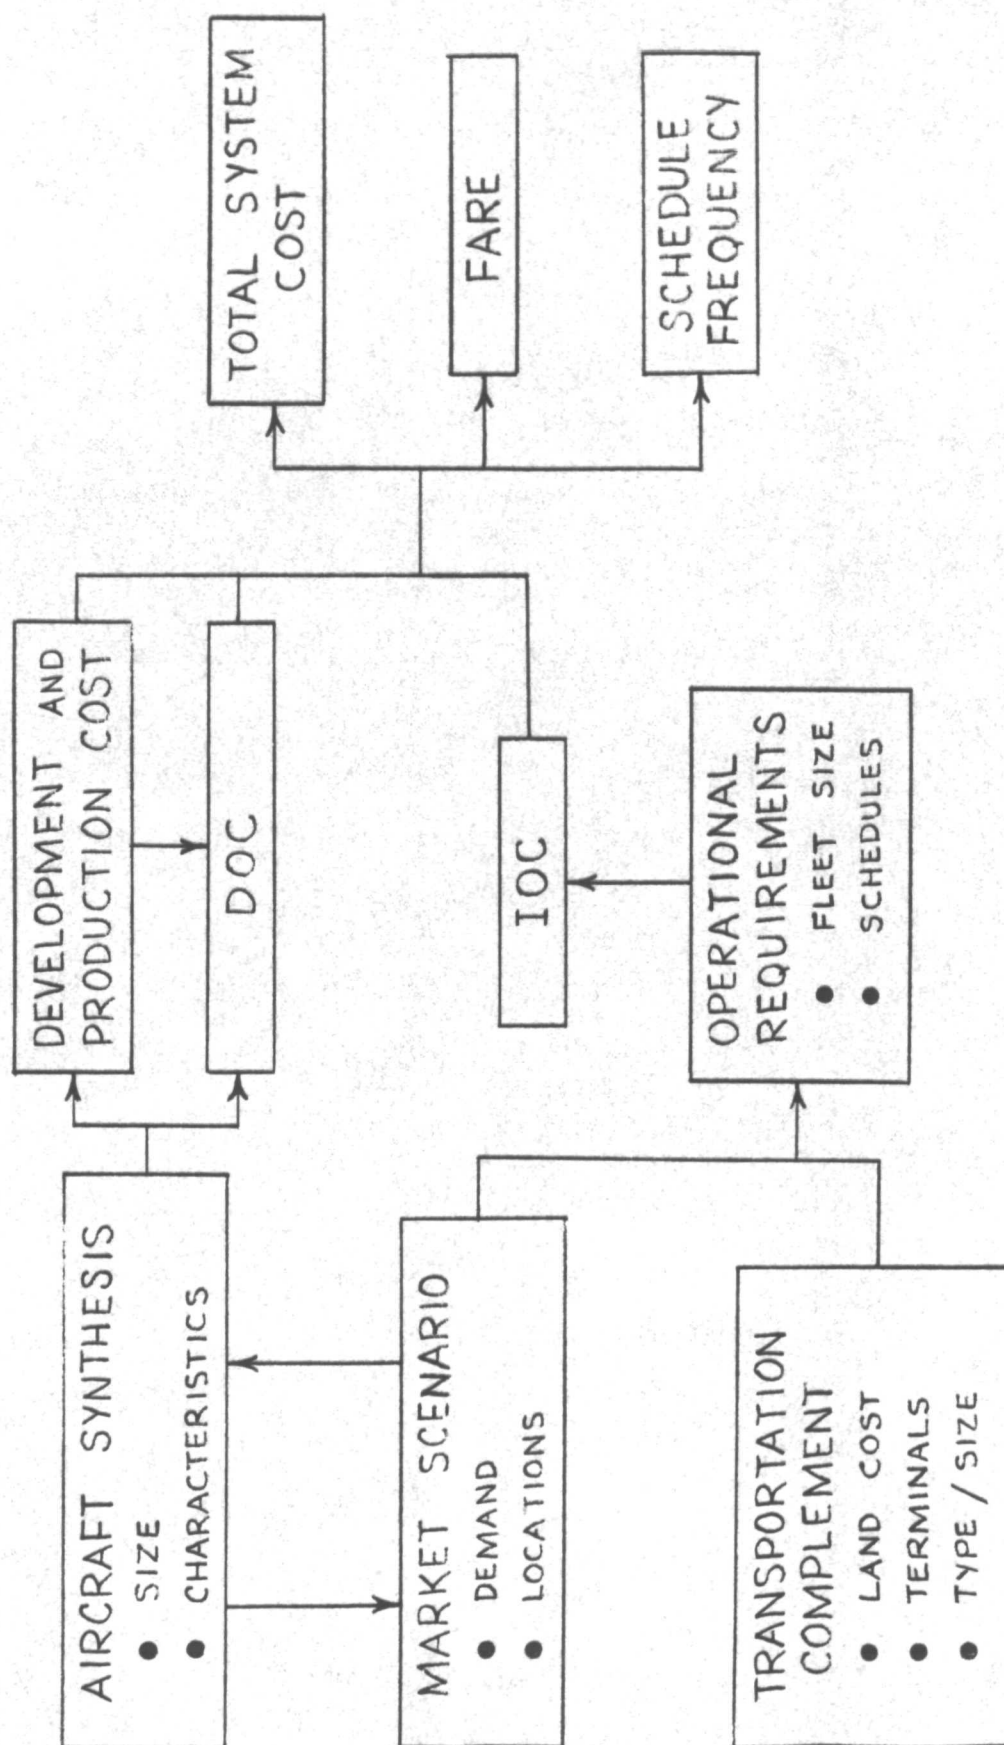 AIRCRAFT SYNTHESIS
• SIZE
• CHARACTERISTICS
MARKET SCENARIO
• DEMAND
• LOCATIONS
TRANSPORTATION
COMPLEMENT
• LAND COST
• TERMINALS
• TYPE / SIZE
DEVELOPMENT AND
PRODUCTION COST
DOC
IOC
OPERATIONAL
REQUIREMENTS
• FLEET SIZE
• SCHEDULES
TOTAL SYSTEM
COST
FARE
SCHEDULE
FREQUENCY